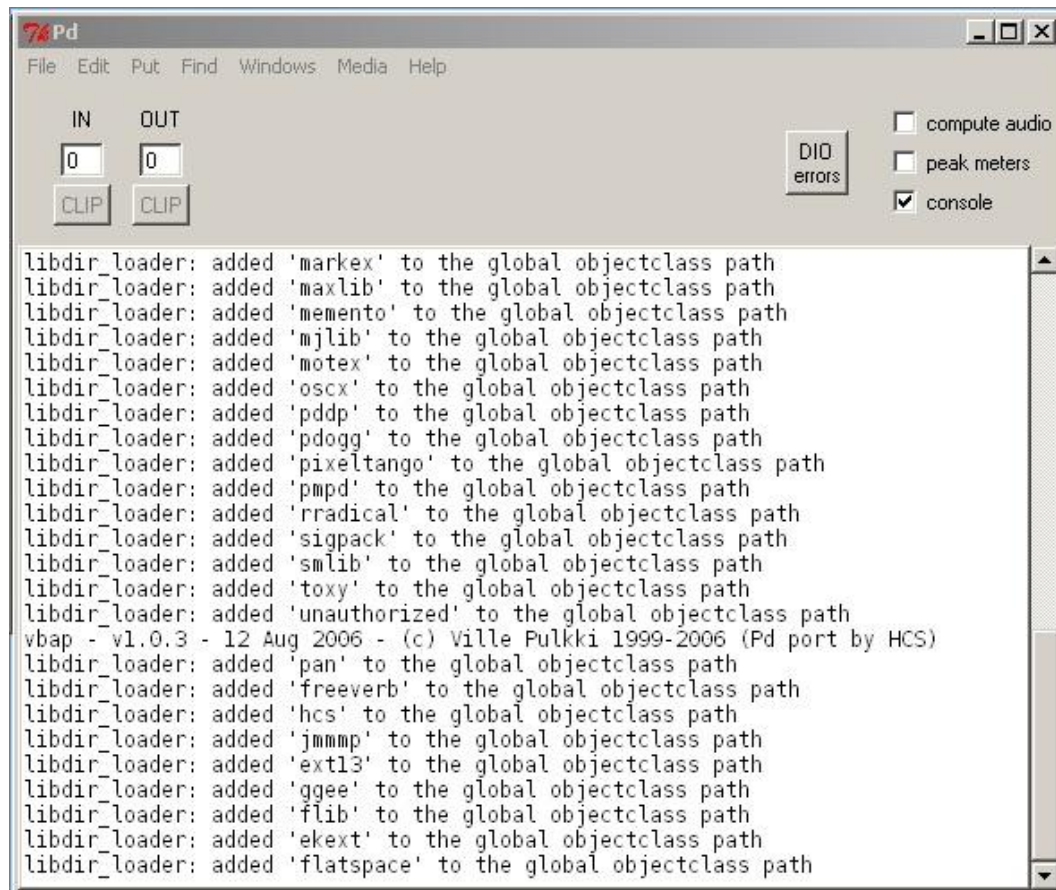 Pd
File Edit Put Find Windows Media Help
IN OUT
0 0
CLIP CLIP
DIO
errors
compute audio
peak meters
console
libdir_loader: added 'markex' to the global objectclass path
libdir_loader: added 'maxlib' to the global objectclass path
libdir_loader: added 'memento' to the global objectclass path
libdir_loader: added 'mjlib' to the global objectclass path
libdir_loader: added 'motex' to the global objectclass path
libdir_loader: added 'oscx' to the global objectclass path
libdir_loader: added 'pddp' to the global objectclass path
libdir_loader: added 'pdogg' to the global objectclass path
libdir_loader: added 'pixeltango' to the global objectclass path
libdir_loader: added 'pmpd' to the global objectclass path
libdir_loader: added 'rradical' to the global objectclass path
libdir_loader: added 'sigpack' to the global objectclass path
libdir_loader: added 'smlib' to the global objectclass path
libdir_loader: added 'toxy' to the global objectclass path
libdir_loader: added 'unauthorized' to the global objectclass path
vbap - v1.0.3 - 12 Aug 2006 - (c) Ville Pulkki 1999-2006 (Pd port by HCS)
libdir_loader: added 'pan' to the global objectclass path
libdir_loader: added 'freeverb' to the global objectclass path
libdir_loader: added 'hcs' to the global objectclass path
libdir_loader: added 'jmmmp' to the global objectclass path
libdir_loader: added 'ext13' to the global objectclass path
libdir_loader: added 'ggee' to the global objectclass path
libdir_loader: added 'flib' to the global objectclass path
libdir_loader: added 'ekext' to the global objectclass path
libdir_loader: added 'flatspace' to the global objectclass path